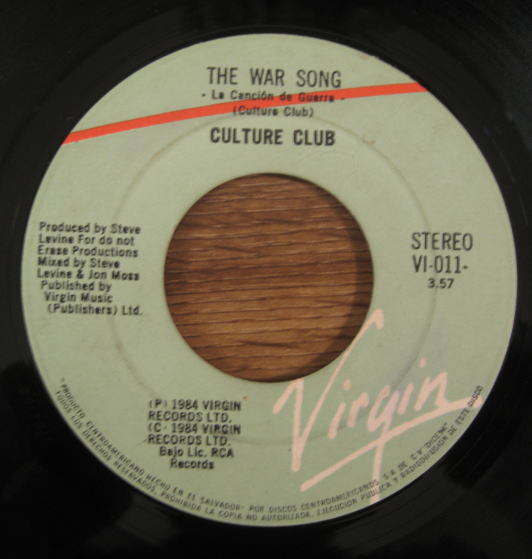 THE WAR SONG
- La Canción de Guerra -
(Culture Club)
CULTURE CLUB
Produced by Steve
Levine For do not
Erase Productions
Mixed by Steve
Levine & Jon Moss
Published by
Virgin Music
(Publishers) Ltd.
STEREO
VI-011-
3.57
(P) 1984 VIRGIN
RECORDS LTD.
(C) 1984 VIRGIN
RECORDS LTD.
Bajo Lic. RCA
Records
Virgin
"PRODUCTO CENTROAMERICANO HECHO EN EL SALVADOR" POR DISCOS CENTROAMERICANOS, S.A. DE C.V. "DICESA"
TODOS LOS DERECHOS RESERVADOS. PROHIBIDA LA COPIA NO AUTORIZADA, EJECUCION PUBLICA Y RADIODIFUSION DE ESTE DISCO